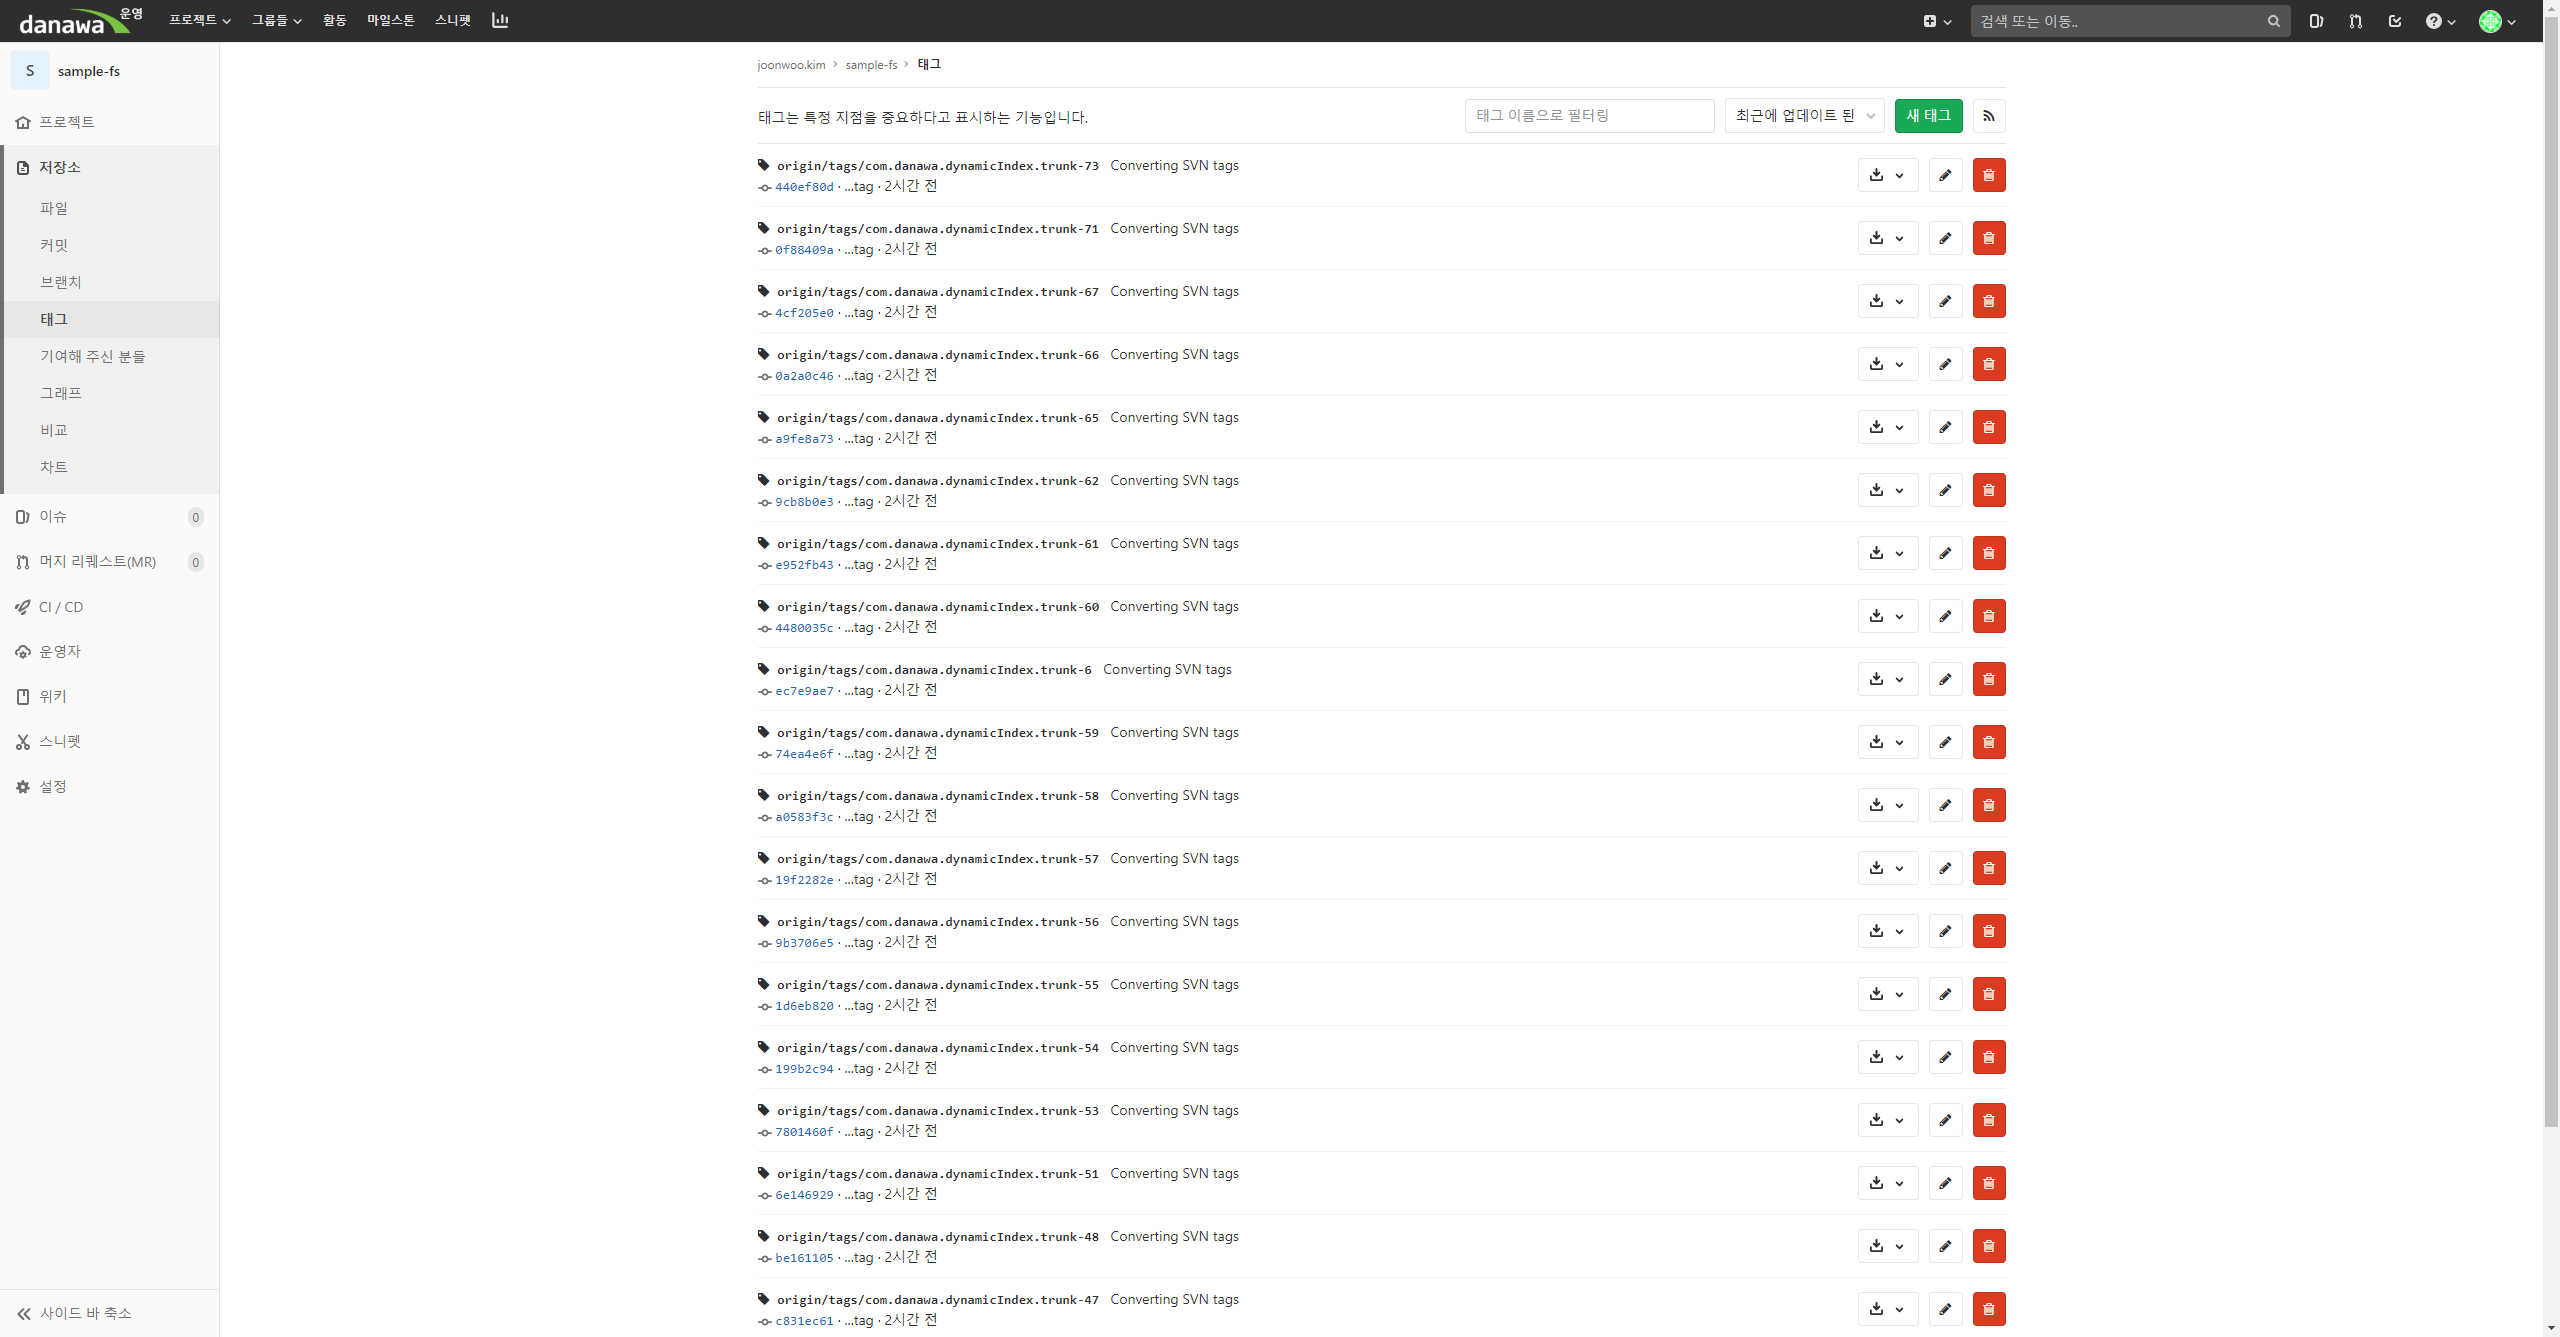 danawa 운영 프로젝트 그룹들 활동 마일스톤 스니펫 검색 또는 이동..
S sample-fs
프로젝트
저장소
파일
커밋
브랜치
태그
기여해 주신 분들
그래프
비교
차트
이슈 0
머지 리퀘스트(MR) 0
CI / CD
운영자
위키
스니펫
설정
사이드 바 축소
joonwoo.kim › sample-fs › 태그
태그는 특정 지점을 중요하다고 표시하는 기능입니다. 태그 이름으로 필터링 최근에 업데이트 된 새 태그
origin/tags/com.danawa.dynamicIndex.trunk-73 Converting SVN tags
440ef80d · ...tag · 2시간 전
origin/tags/com.danawa.dynamicIndex.trunk-71 Converting SVN tags
0f88409a · ...tag · 2시간 전
origin/tags/com.danawa.dynamicIndex.trunk-67 Converting SVN tags
4cf205e0 · ...tag · 2시간 전
origin/tags/com.danawa.dynamicIndex.trunk-66 Converting SVN tags
0a2a0c46 · ...tag · 2시간 전
origin/tags/com.danawa.dynamicIndex.trunk-65 Converting SVN tags
a9fe8a73 · ...tag · 2시간 전
origin/tags/com.danawa.dynamicIndex.trunk-62 Converting SVN tags
9cb8b0e3 · ...tag · 2시간 전
origin/tags/com.danawa.dynamicIndex.trunk-61 Converting SVN tags
e952fb43 · ...tag · 2시간 전
origin/tags/com.danawa.dynamicIndex.trunk-60 Converting SVN tags
4480035c · ...tag · 2시간 전
origin/tags/com.danawa.dynamicIndex.trunk-6 Converting SVN tags
ec7e9ae7 · ...tag · 2시간 전
origin/tags/com.danawa.dynamicIndex.trunk-59 Converting SVN tags
74ea4e6f · ...tag · 2시간 전
origin/tags/com.danawa.dynamicIndex.trunk-58 Converting SVN tags
a0583f3c · ...tag · 2시간 전
origin/tags/com.danawa.dynamicIndex.trunk-57 Converting SVN tags
19f2282e · ...tag · 2시간 전
origin/tags/com.danawa.dynamicIndex.trunk-56 Converting SVN tags
9b3706e5 · ...tag · 2시간 전
origin/tags/com.danawa.dynamicIndex.trunk-55 Converting SVN tags
1d6eb820 · ...tag · 2시간 전
origin/tags/com.danawa.dynamicIndex.trunk-54 Converting SVN tags
199b2c94 · ...tag · 2시간 전
origin/tags/com.danawa.dynamicIndex.trunk-53 Converting SVN tags
7801460f · ...tag · 2시간 전
origin/tags/com.danawa.dynamicIndex.trunk-51 Converting SVN tags
6e146929 · ...tag · 2시간 전
origin/tags/com.danawa.dynamicIndex.trunk-48 Converting SVN tags
be161105 · ...tag · 2시간 전
origin/tags/com.danawa.dynamicIndex.trunk-47 Converting SVN tags
c831ec61 · ...tag · 2시간 전